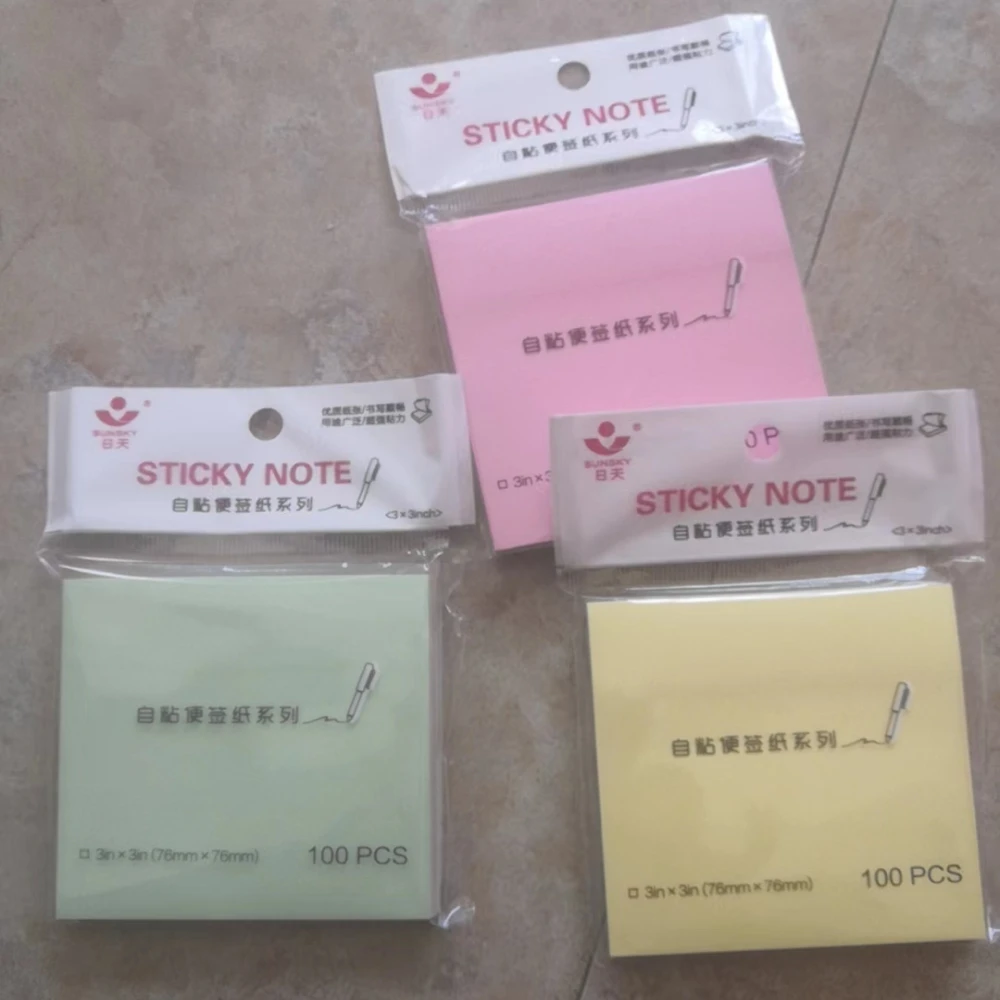 SUNSKY
日天
优质纸张/书写顺畅
用途广泛/超强粘力
STICKY NOTE
自粘便签纸系列
3inch>
自粘便签纸系列
3in×3
SUNSKY
日天
优质纸张/书写顺畅
用途广泛/超强粘力
STICKY NOTE
自粘便签纸系列
<3×3inch>
自粘便签纸系列
3in×3in (76mm×76mm)
100 PCS
0 P
SUNSKY
日天
优质纸张/书写顺畅
用途广泛/超强粘力
STICKY NOTE
自粘便签纸系列
<3×3inch>
自粘便签纸系列
3in×3in (76mm×76mm)
100 PCS